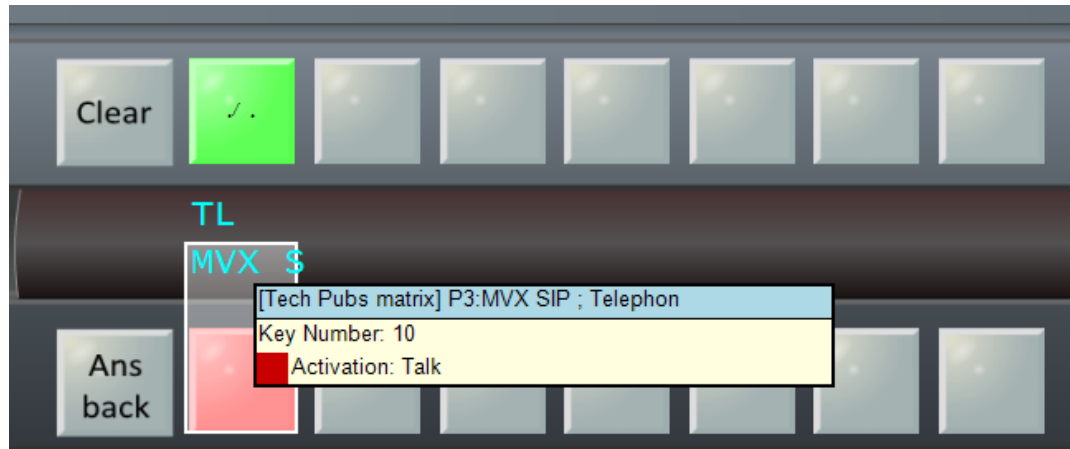 Clear
TL
MVX S
[Tech Pubs matrix] P3:MVX SIP ; Telephon
Key Number: 10
Activation: Talk
Ans
back